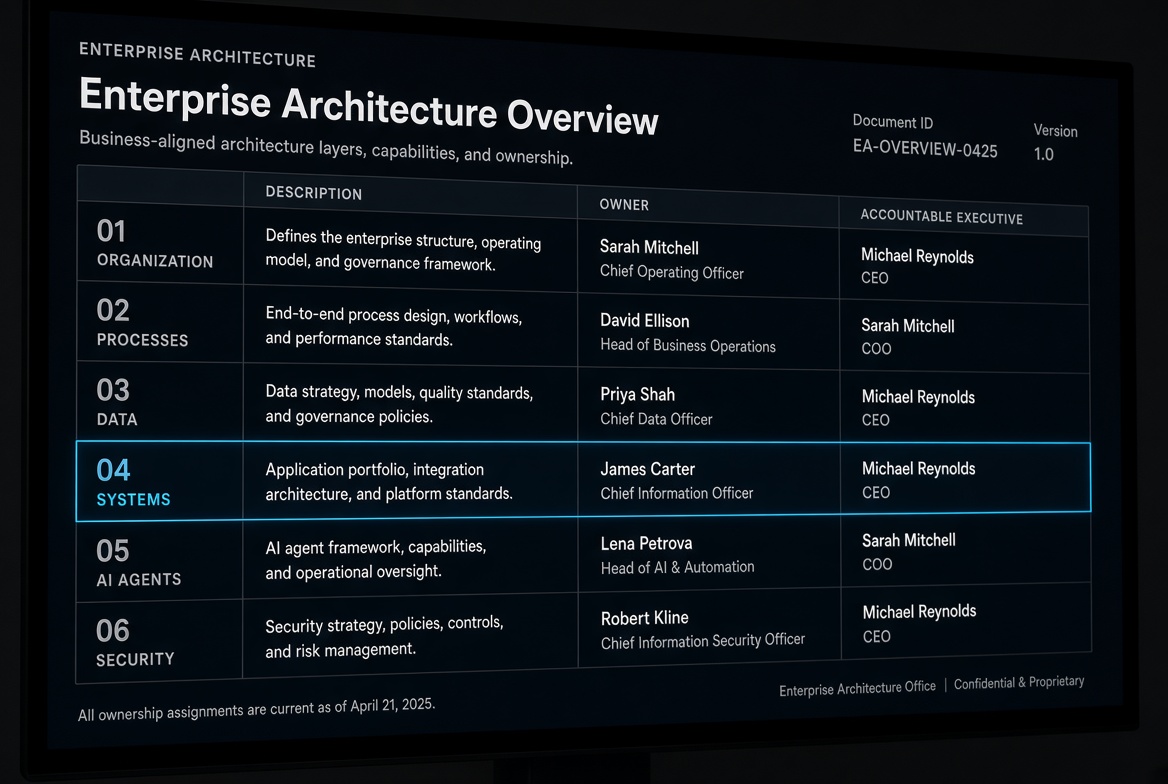 ENTERPRISE ARCHITECTURE
Enterprise Architecture Overview
Business-aligned architecture layers, capabilities, and ownership.
Document ID
EA-OVERVIEW-0425
Version
1.0
DESCRIPTION
OWNER
ACCOUNTABLE EXECUTIVE
01
ORGANIZATION
Defines the enterprise structure, operating
model, and governance framework.
Sarah Mitchell
Chief Operating Officer
Michael Reynolds
CEO
02
PROCESSES
End-to-end process design, workflows,
and performance standards.
David Ellison
Head of Business Operations
Sarah Mitchell
COO
03
DATA
Data strategy, models, quality standards,
and governance policies.
Priya Shah
Chief Data Officer
Michael Reynolds
CEO
04
SYSTEMS
Application portfolio, integration
architecture, and platform standards.
James Carter
Chief Information Officer
Michael Reynolds
CEO
05
AI AGENTS
AI agent framework, capabilities,
and operational oversight.
Lena Petrova
Head of AI & Automation
Sarah Mitchell
COO
06
SECURITY
Security strategy, policies, controls,
and risk management.
Robert Kline
Chief Information Security Officer
Michael Reynolds
CEO
All ownership assignments are current as of April 21, 2025.
Enterprise Architecture Office | Confidential & Proprietary